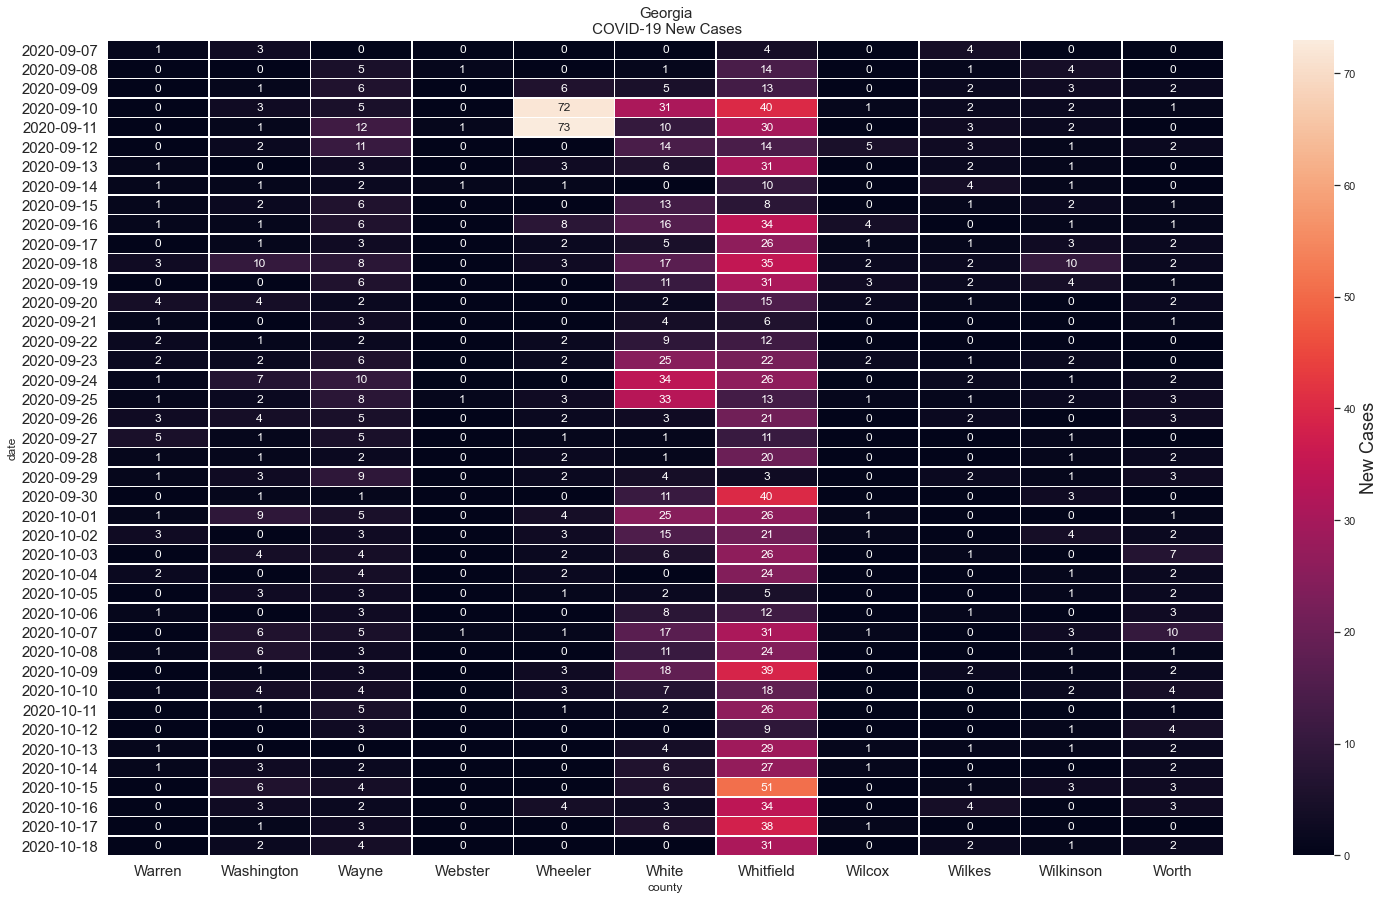 Georgia
COVID-19 New Cases
2020-09-07 1 3 0 0 0 0 4 0 4 0 0
2020-09-08 0 0 5 1 0 1 14 0 1 4 0
2020-09-09 0 1 6 0 6 5 13 0 2 3 2
2020-09-10 0 3 5 0 72 31 40 1 2 2 1
2020-09-11 0 1 12 1 73 10 30 0 3 2 0
2020-09-12 0 2 11 0 0 14 14 5 3 1 2
2020-09-13 1 0 3 0 3 6 31 0 2 1 0
2020-09-14 1 1 2 1 1 0 10 0 4 1 0
2020-09-15 1 2 6 0 0 13 8 0 1 2 1
2020-09-16 1 1 6 0 8 16 34 4 0 1 1
2020-09-17 0 1 3 0 2 5 26 1 1 3 2
2020-09-18 3 10 8 0 3 17 35 2 2 10 2
2020-09-19 0 0 6 0 0 11 31 3 2 4 1
2020-09-20 4 4 2 0 0 2 15 2 1 0 2
2020-09-21 1 0 3 0 0 4 6 0 0 0 1
2020-09-22 2 1 2 0 2 9 12 0 0 0 0
2020-09-23 2 2 6 0 2 25 22 2 1 2 0
2020-09-24 1 7 10 0 0 34 26 0 2 1 2
2020-09-25 1 2 8 1 3 33 13 1 1 2 3
2020-09-26 3 4 5 0 2 3 21 0 2 0 3
2020-09-27 5 1 5 0 1 1 11 0 0 1 0
2020-09-28 1 1 2 0 2 1 20 0 0 1 2
2020-09-29 1 3 9 0 2 4 3 0 2 1 3
2020-09-30 0 1 1 0 0 11 40 0 0 3 0
2020-10-01 1 9 5 0 4 25 26 1 0 0 1
2020-10-02 3 0 3 0 3 15 21 1 0 4 2
2020-10-03 0 4 4 0 2 6 26 0 1 0 7
2020-10-04 2 0 4 0 2 0 24 0 0 1 2
2020-10-05 0 3 3 0 1 2 5 0 0 1 2
2020-10-06 1 0 3 0 0 8 12 0 1 0 3
2020-10-07 0 6 5 1 1 17 31 1 0 3 10
2020-10-08 1 6 3 0 0 11 24 0 0 1 1
2020-10-09 0 1 3 0 3 18 39 0 2 1 2
2020-10-10 1 4 4 0 3 7 18 0 0 2 4
2020-10-11 0 1 5 0 1 2 26 0 0 0 1
2020-10-12 0 0 3 0 0 0 9 0 0 1 4
2020-10-13 1 0 0 0 0 4 29 1 1 1 2
2020-10-14 1 3 2 0 0 6 27 1 0 0 2
2020-10-15 0 6 4 0 0 6 51 0 1 3 3
2020-10-16 0 3 2 0 4 3 34 0 4 0 3
2020-10-17 0 1 3 0 0 6 38 1 0 0 0
2020-10-18 0 2 4 0 0 0 31 0 2 1 2
date
Warren Washington Wayne Webster Wheeler White Whitfield Wilcox Wilkes Wilkinson Worth
county
70
60
50
40
30
20
10
0
New Cases